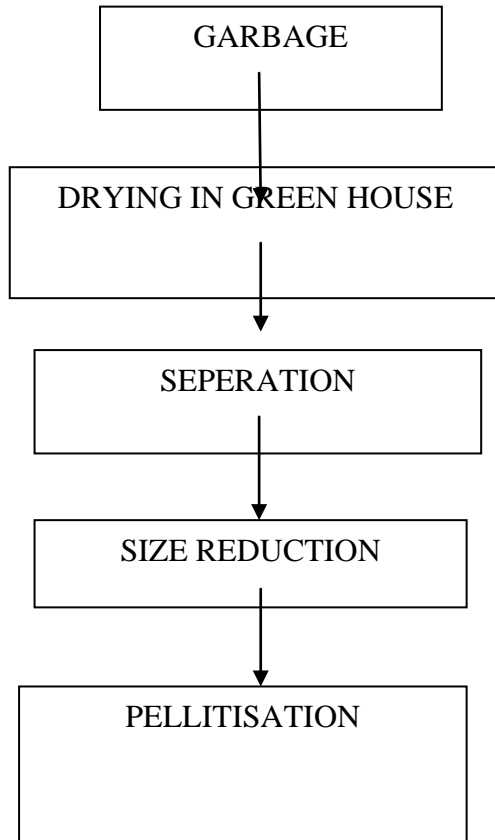 GARBAGE
DRYING IN GREEN HOUSE
SEPERATION
SIZE REDUCTION
PELLITISATION